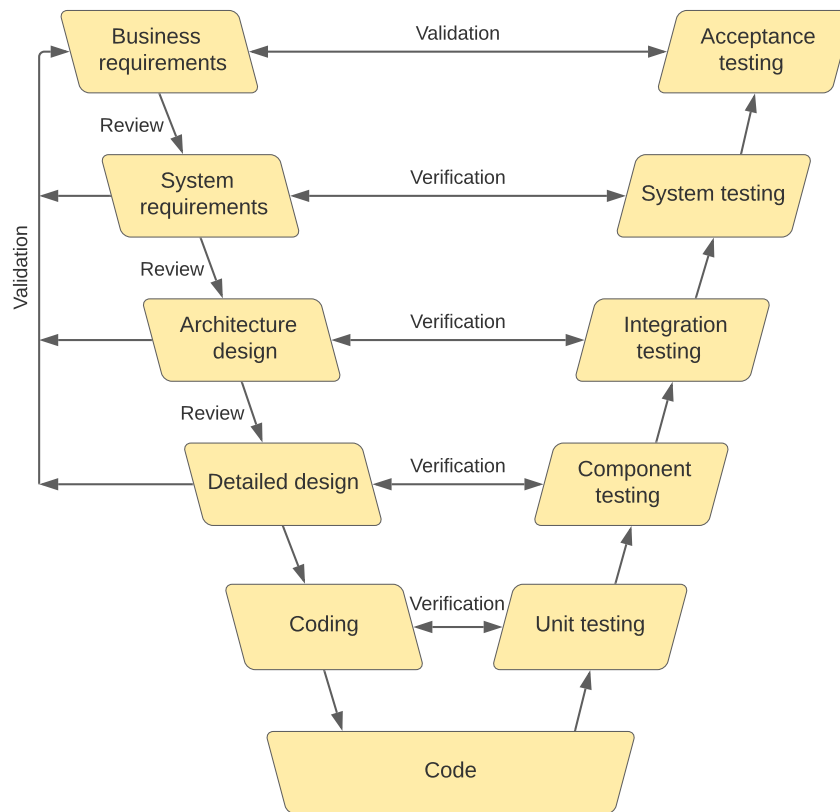 Business
requirements
Validation
Acceptance
testing
Review
System
requirements
Verification
System testing
Validation
Review
Architecture
design
Verification
Integration
testing
Review
Detailed design
Verification
Component
testing
Coding
Verification
Unit testing
Code